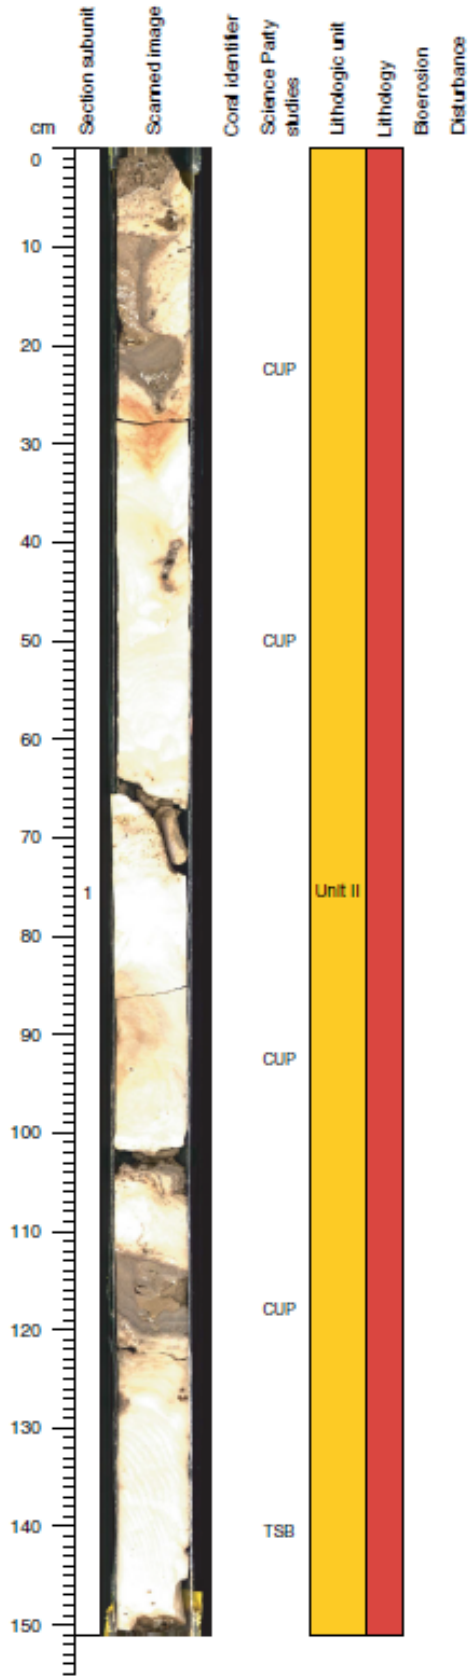 cm
Section subunit
Scanned image
Coral identifier
Science Party
studies
Lithologic unit
Lithology
Bioerosion
Disturbance
0
10
20
CUP
30
40
50
CUP
60
70
1
Unit II
80
90
CUP
100
110
CUP
120
130
140
TSB
150